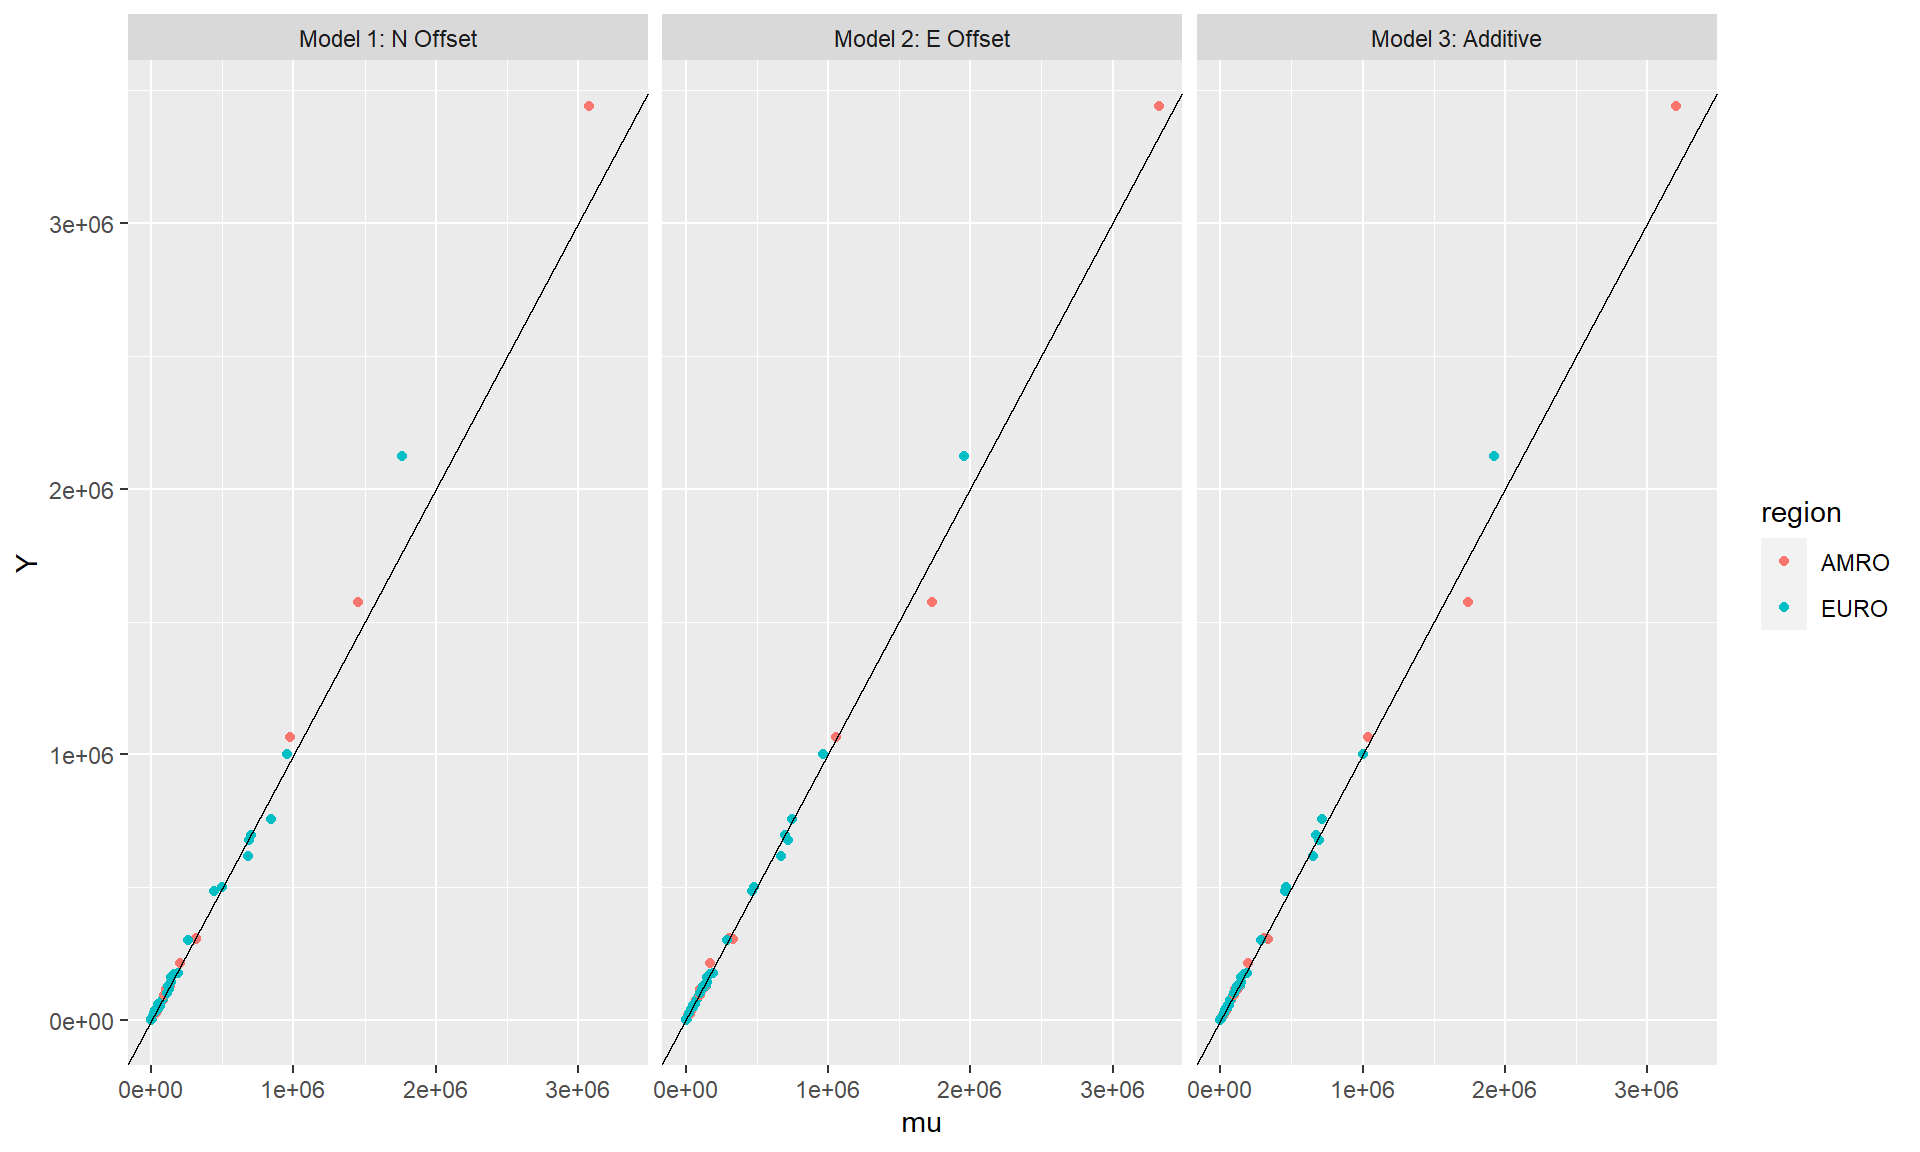 Model 1: N Offset
Model 2: E Offset
Model 3: Additive
3e+06
2e+06
1e+06
0e+00
Y
0e+00 1e+06 2e+06 3e+06
0e+00 1e+06 2e+06 3e+06
0e+00 1e+06 2e+06 3e+06
mu
region
AMRO
EURO